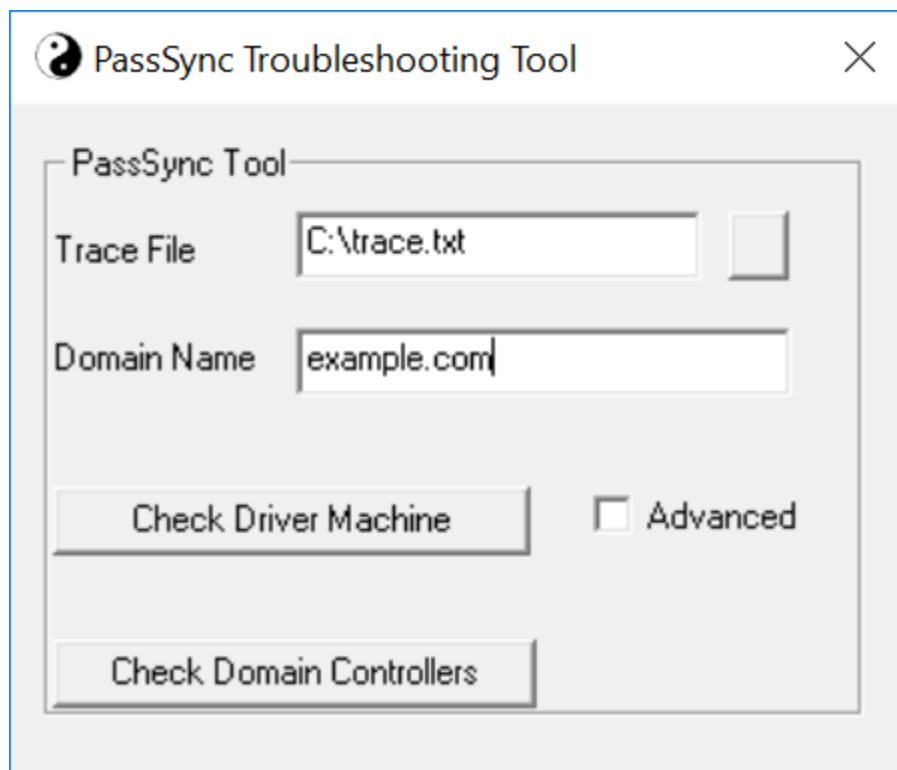 PassSync Troubleshooting Tool
PassSync Tool
Trace File C:\trace.txt
Domain Name example.com
Check Driver Machine Advanced
Check Domain Controllers